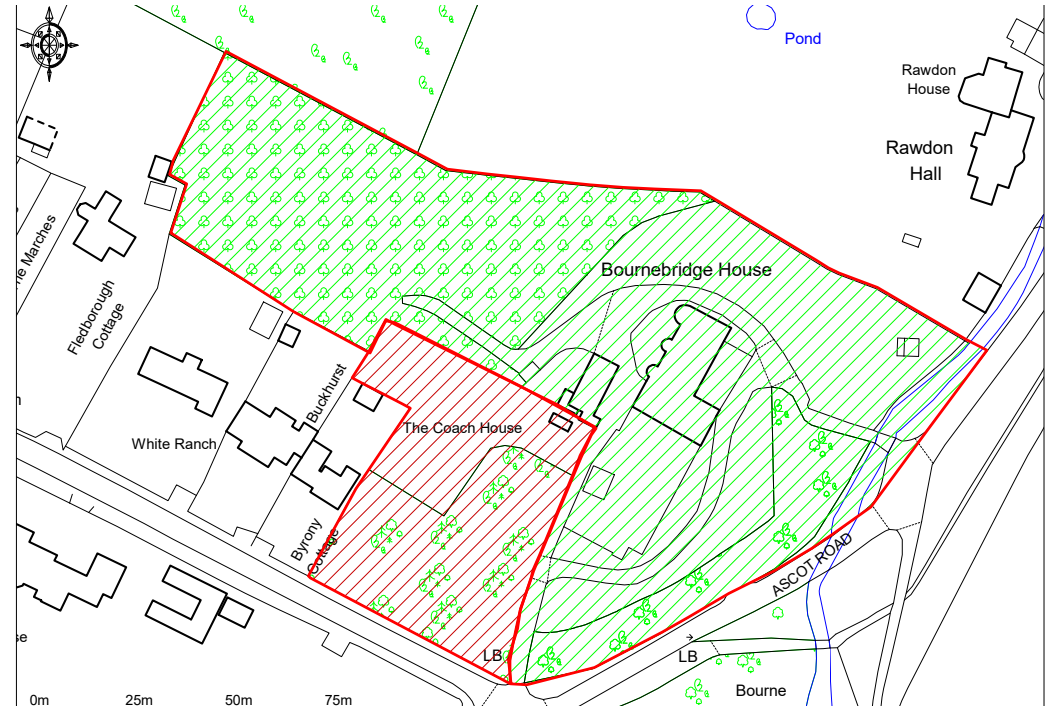 Pond
Rawdon
House
Rawdon
Hall
Marches
Fledborough
Cottage
Bournebridge House
Buckhurst
The Coach House
White Ranch
Byrony
Cottage
ASCOT ROAD
LB
LB
Bourne
0m
25m
50m
75m